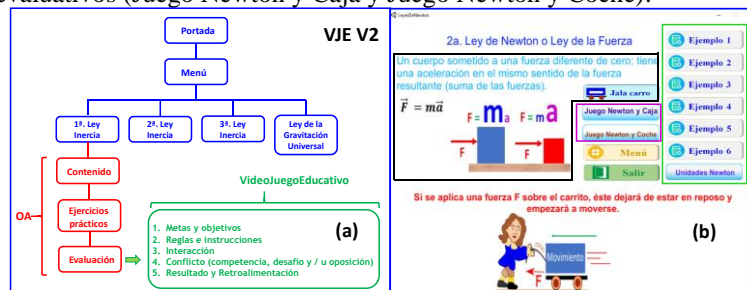 evaluativos (Juego Newton y Caja y Juego Newton y Coche).
Portada
VJE V2
Menú
1ª. Ley
Inercia
2ª. Ley
Inercia
3ª. Ley
Inercia
Ley de la
Gravitación
Universal
Contenido
OA
Ejercicios
prácticos
Evaluación
VideoJuegoEducativo
1. Metas y objetivos
2. Reglas e instrucciones
3. Interacción
4. Conflicto (competencia, desafío y / u oposición)
5. Resultado y Retroalimentación
(a)
LeyesDeNewton
2a. Ley de Newton o Ley de la Fuerza
Un cuerpo sometido a una fuerza diferente de cero; tiene
una aceleración en el mismo sentido de la fuerza
resultante (suma de las fuerzas).
F = ma
F = ma
F = ma
F
F
Jala carro
Juego Newton y Caja
Juego Newton y Coche
Menú
Salir
Ejemplo 1
Ejemplo 2
Ejemplo 3
Ejemplo 4
Ejemplo 5
Ejemplo 6
Unidades Newton
Si se aplica una fuerza F sobre el carrito, éste dejará de estar en reposo y
empezará a moverse.
F
Movimiento
(b)